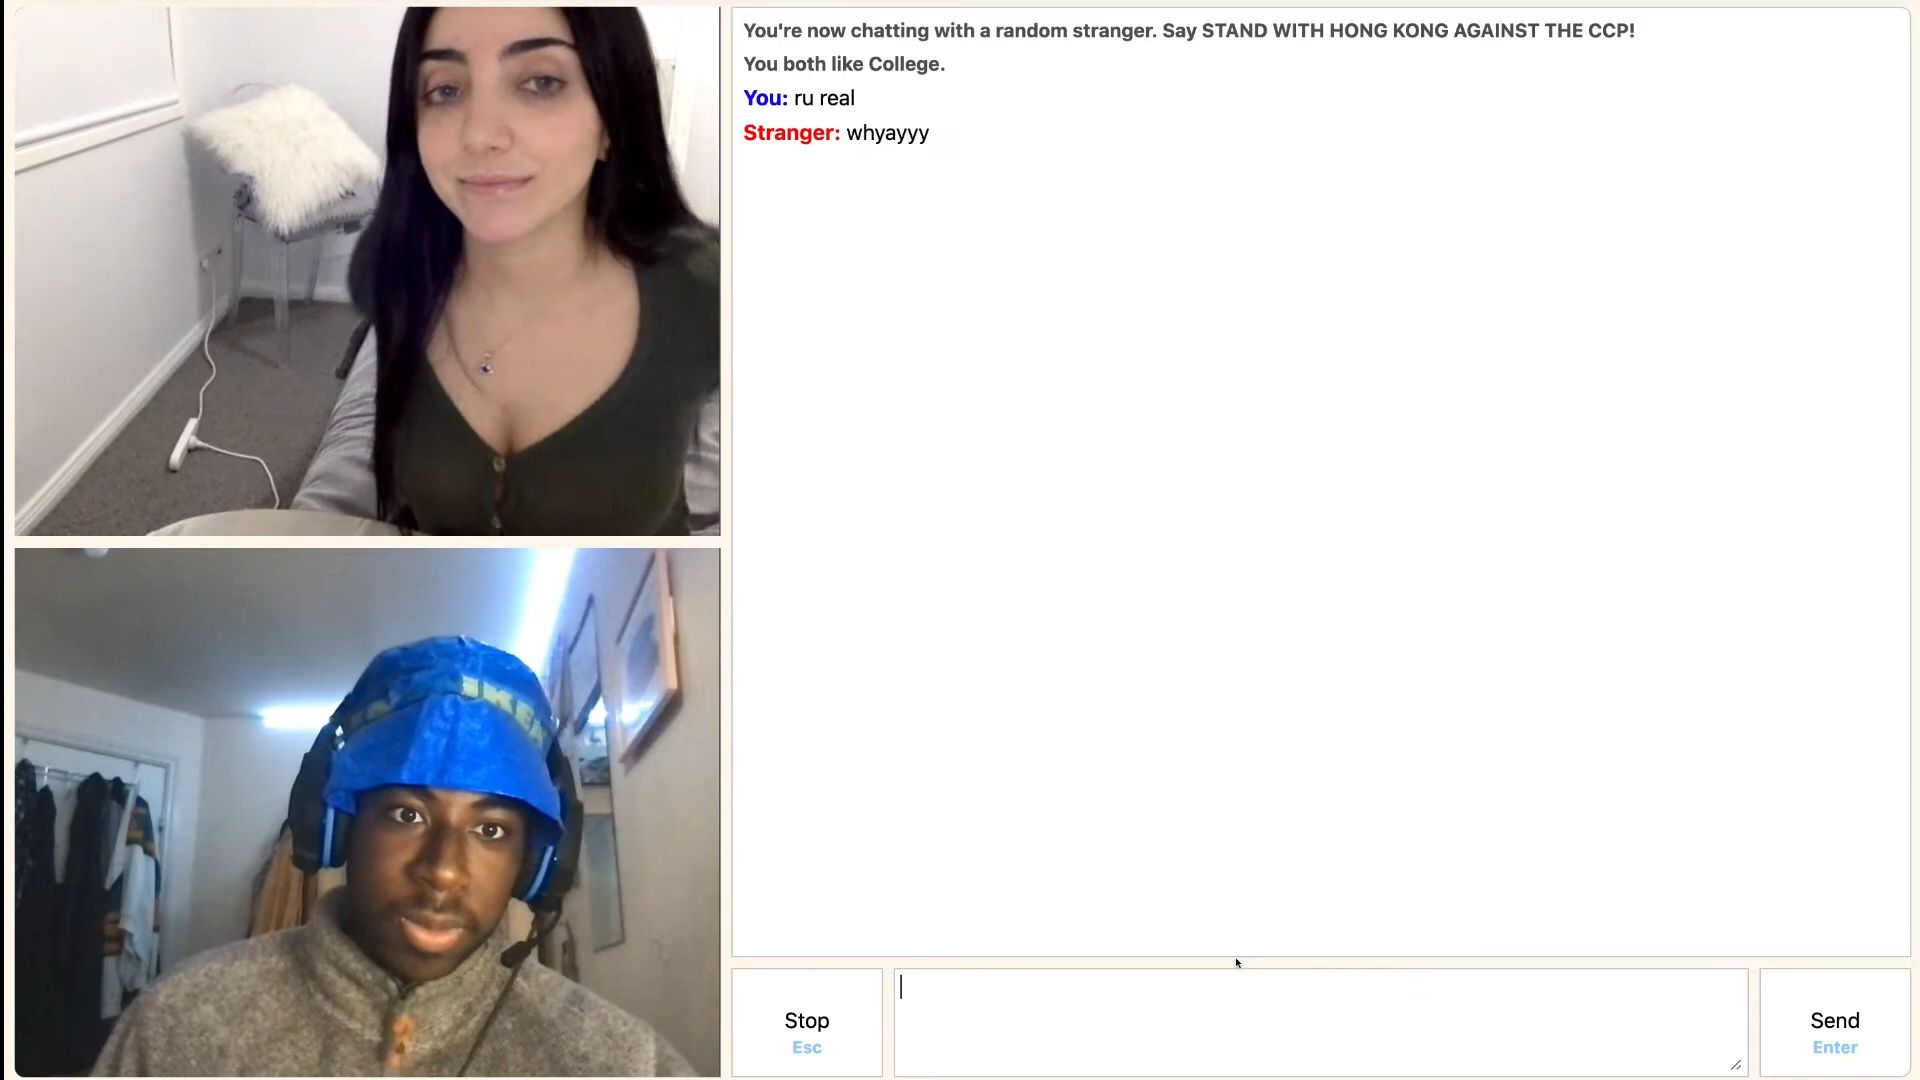 You're now chatting with a random stranger. Say STAND WITH HONG KONG AGAINST THE CCP!
You both like College.
You: ru real
Stranger: whyayyy
IKEA
Stop
Esc
Send
Enter